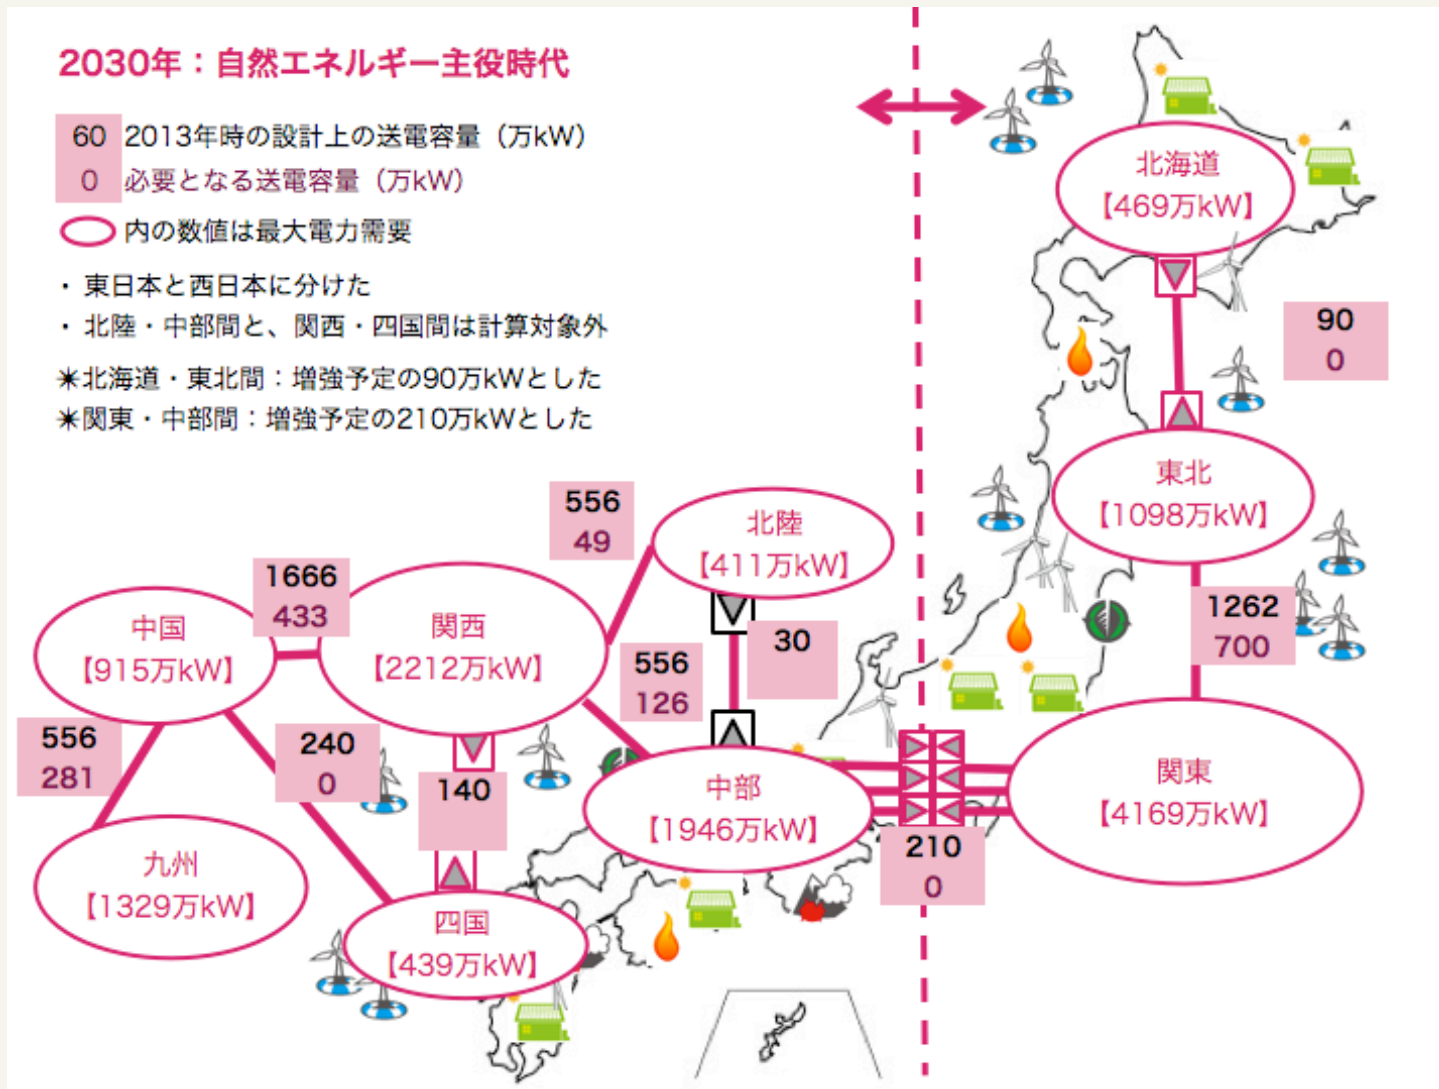 2030年：自然エネルギー主役時代
60 2013年時の設計上の送電容量（万kW）
0 必要となる送電容量（万kW）
内の数値は最大電力需要
・ 東日本と西日本に分けた
・ 北陸・中部間と、関西・四国間は計算対象外
✴北海道・東北間：増強予定の90万kWとした
✴関東・中部間：増強予定の210万kWとした
北海道
【469万kW】
90
0
東北
【1098万kW】
1262
700
関東
【4169万kW】
210
0
北陸
【411万kW】
556
49
30
556
126
中部
【1946万kW】
関西
【2212万kW】
1666
433
中国
【915万kW】
556
281
240
0
140
九州
【1329万kW】
四国
【439万kW】